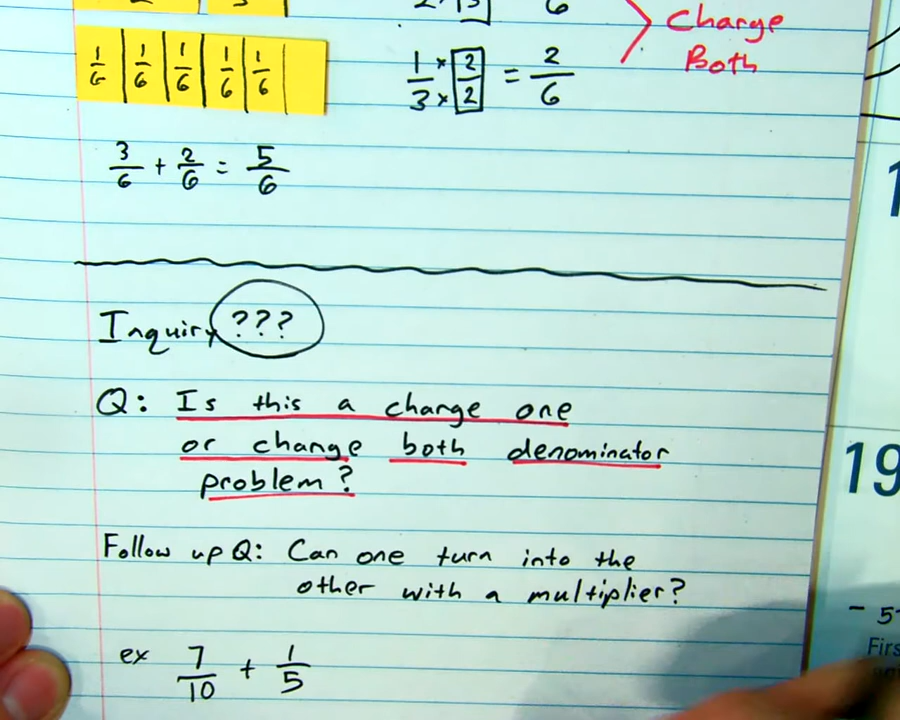 Change
Both
1/6 1/6 1/6 1/6 1/6
1/3 × 2/2 = 2/6
3/6 + 2/6 = 5/6
Inquiry ???
Q: Is this a change one
or change both denominator
problem?
Follow up Q: Can one turn into the
other with a multiplier?
ex 7/10 + 1/5
19